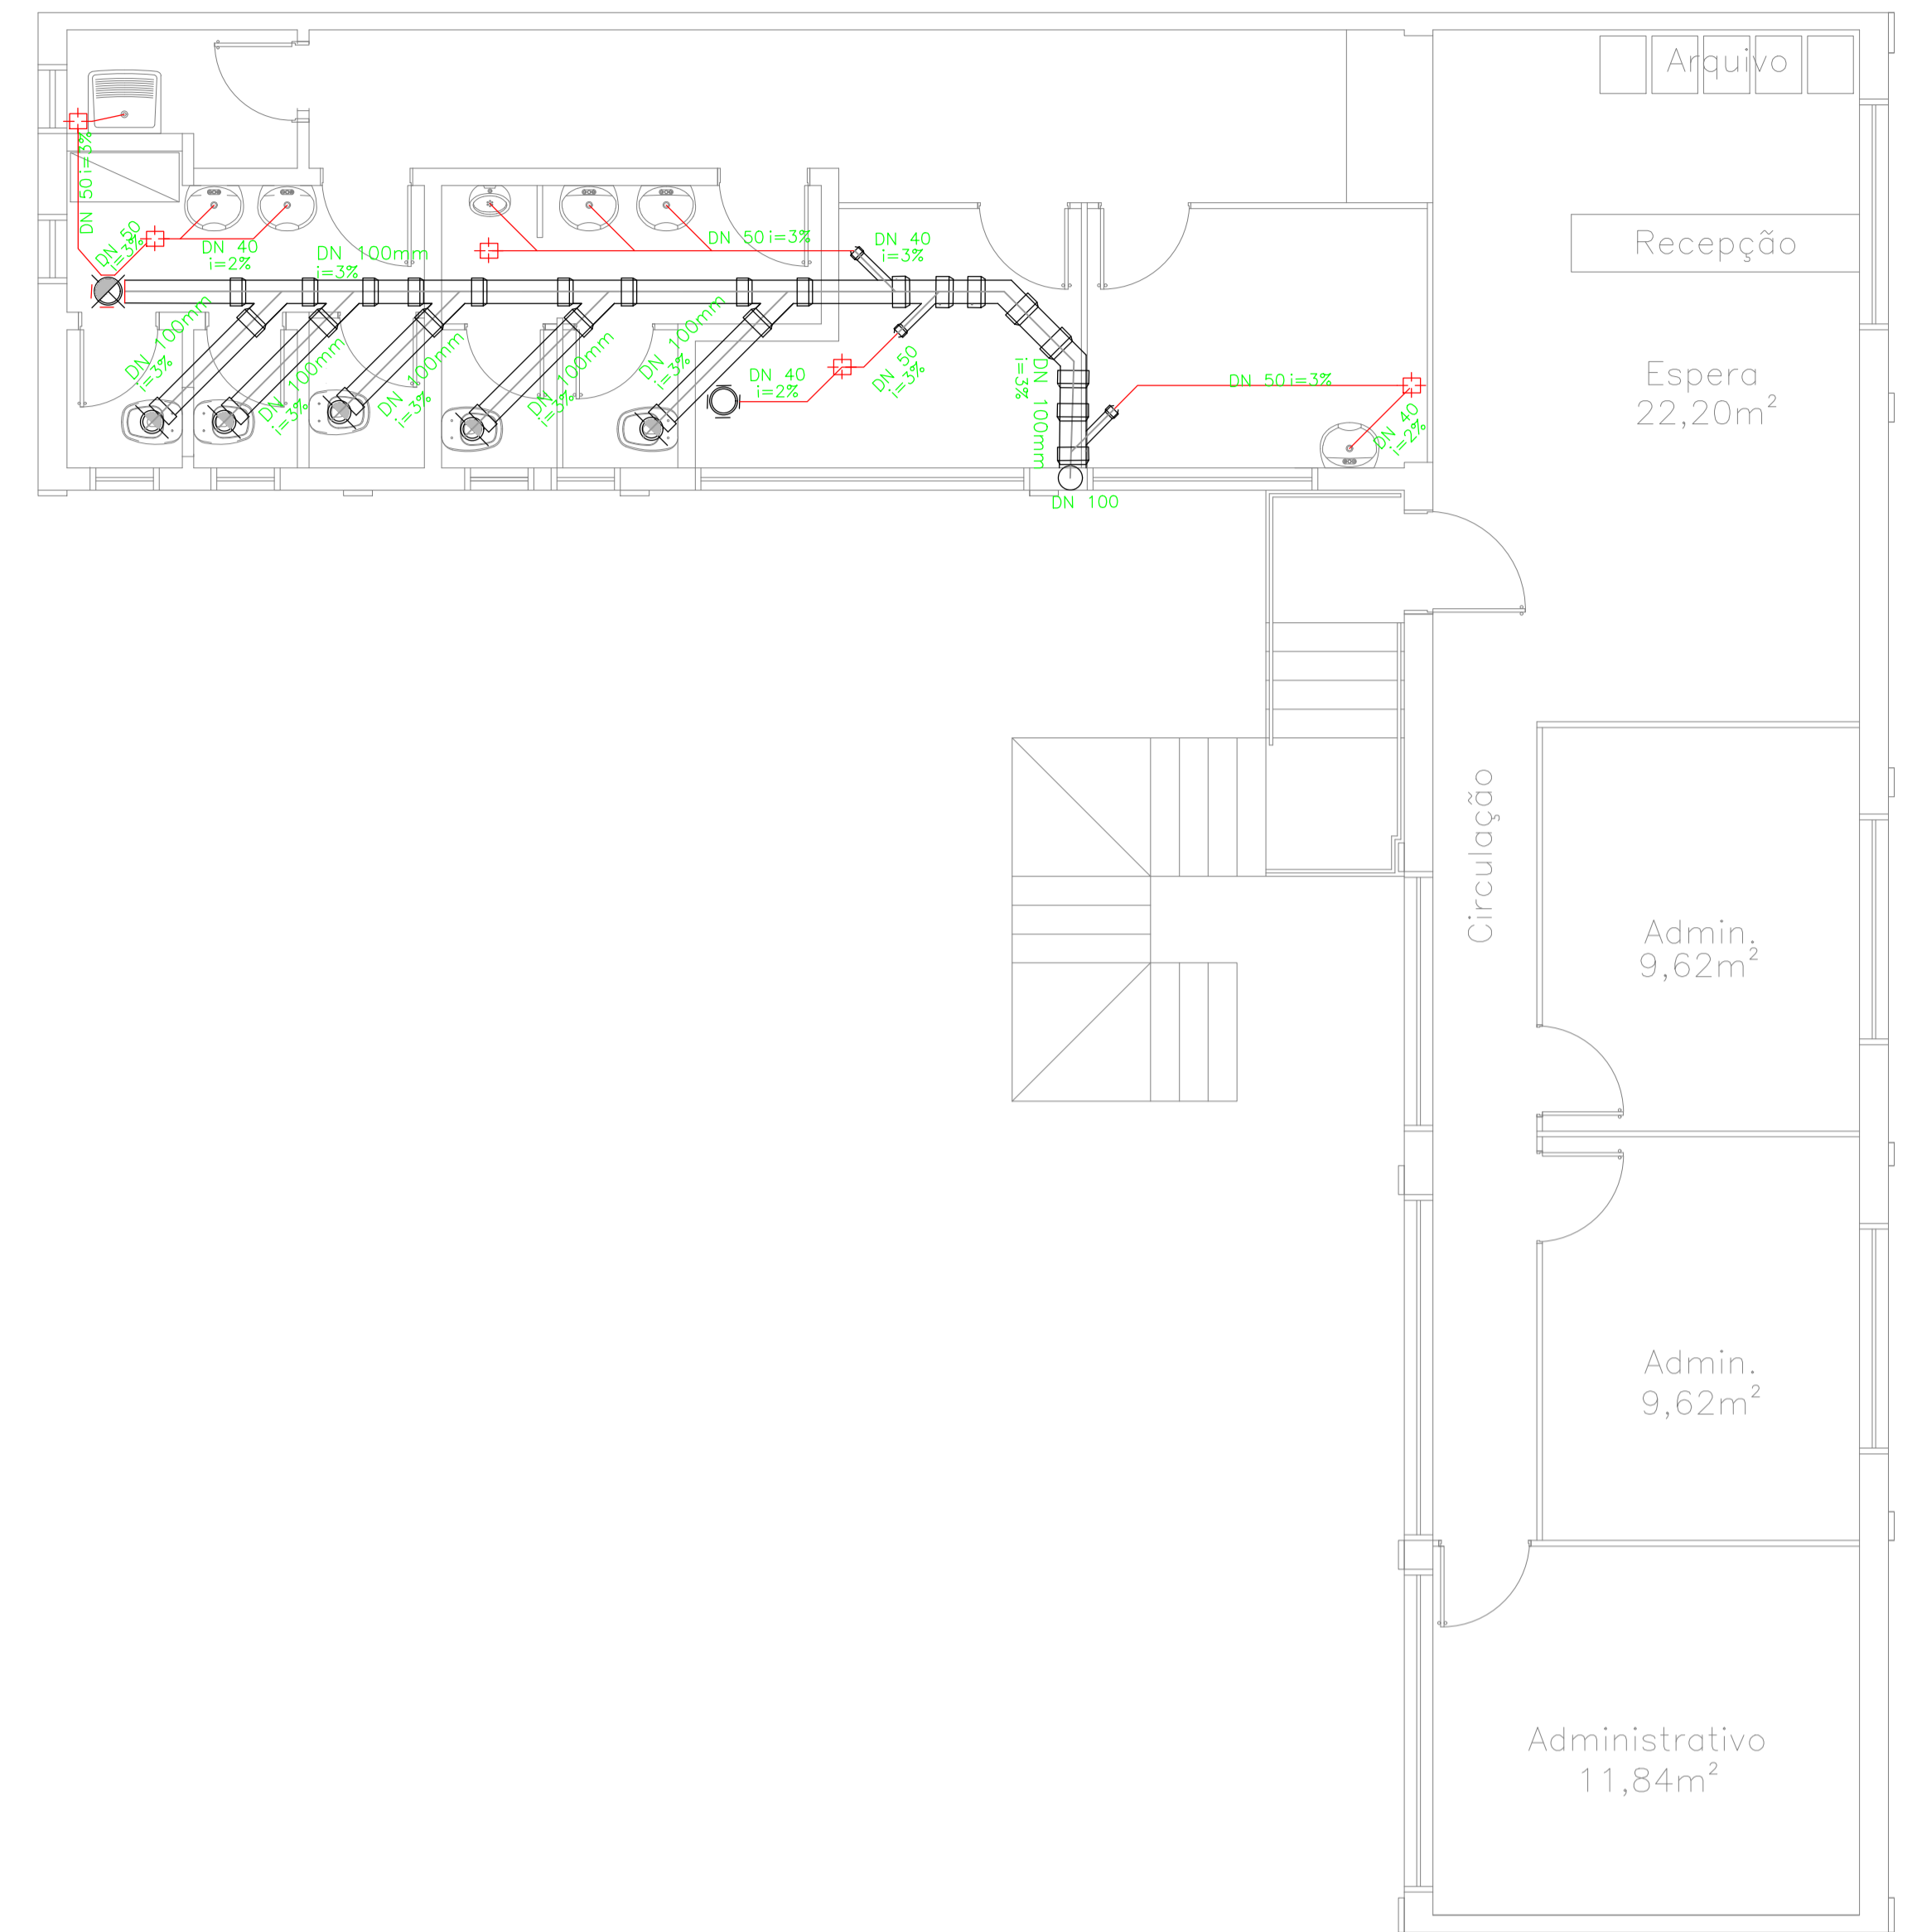 Arquivo
Recepção
Espera
22,20m²
DN 50 i=3%
DN 50
i=3%
DN 40
i=2%
DN 100mm
i=3%
DN 50 i=3%
DN 40
i=3%
DN 100mm
i=3%
DN 100mm
i=3%
DN 100mm
i=3%
DN 100mm
i=3%
DN 100mm
i=3%
DN 40
i=2%
DN 50
i=3%
DN 100mm
i=3%
DN 50 i=3%
DN 40
i=2%
DN 100
Circulação
Admin.
9,62m²
Admin.
9,62m²
Administrativo
11,84m²